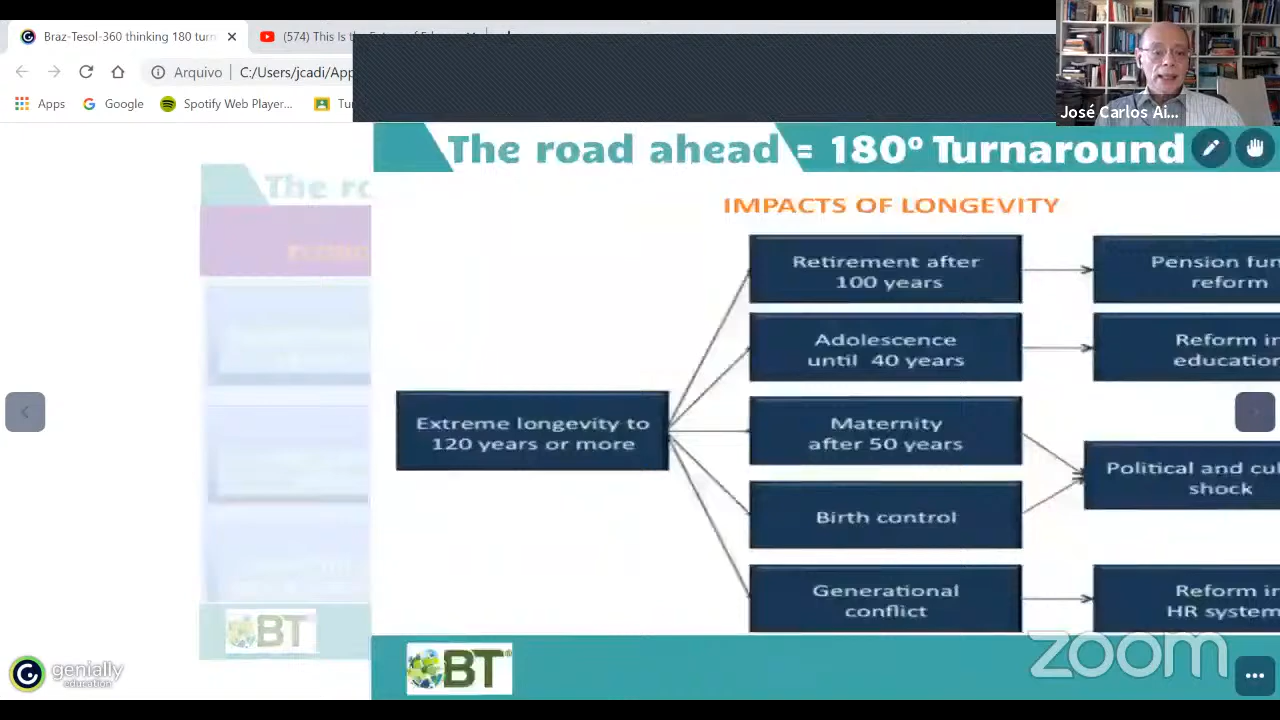 Braz-Tesol-360 thinking 180 turn
(574) This Is
Arquivo
C:/Users/jcadi/App
Apps
Google
Spotify Web Player...
José Carlos Ai...
The ro
The road ahead = 180º Turnaround
IMPACTS OF LONGEVITY
Retirement after
100 years
Pension fun
reform
Adolescence
until 40 years
Reform in
education
Extreme longevity to
120 years or more
Maternity
after 50 years
Political and cul
shock
Birth control
Generational
conflict
Reform in
HR system
BT
BT®
genially
education
zoom